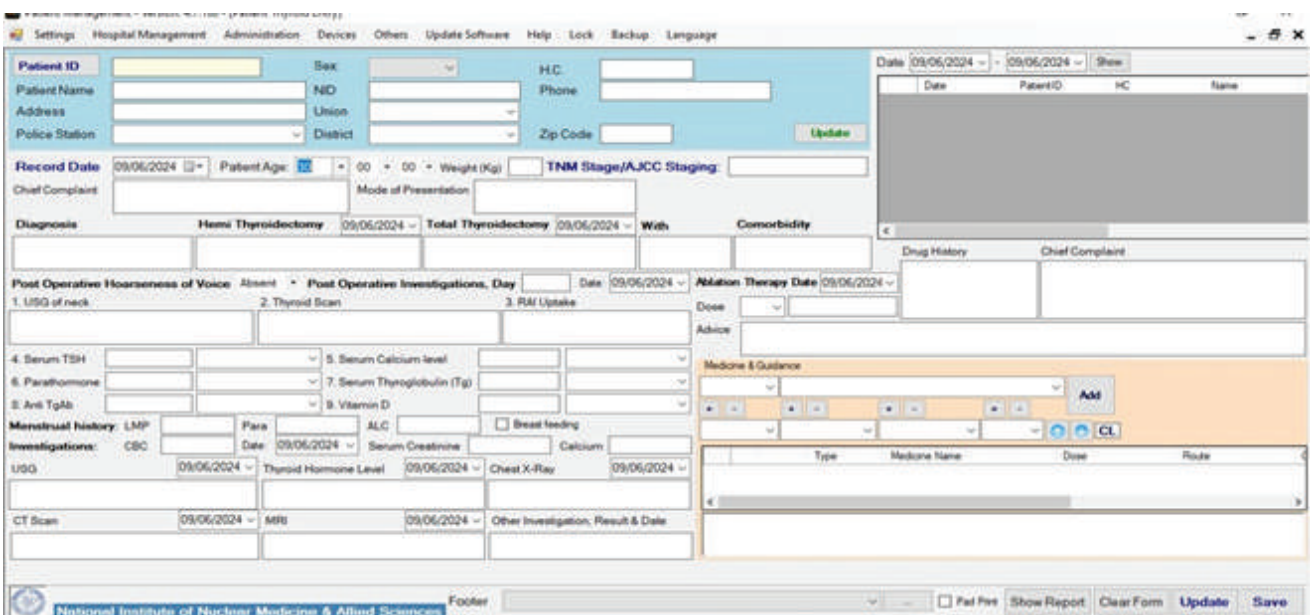 Patient Management - Version: 4.1.108 - [Patient Thyroid Entry]
Settings Hospital Management Administration Devices Others Update Software Help Lock Backup Language
Patient ID Sex H.C.
Patient Name NID Phone
Address Union
Police Station District Zip Code Update
Date 09/06/2024 - 09/06/2024 Show
Date PatientID HC Name
Record Date 09/06/2024 Patient Age: 10 00 00 Weight (Kg) TNM Stage/AJCC Staging:
Chief Complaint Mode of Presentation
Diagnosis Hemi Thyroidectomy 09/06/2024 Total Thyroidectomy 09/06/2024 With Comorbidity
Drug History Chief Complaint
Post Operative Hoarseness of Voice Absent Post Operative Investigations, Day Date 09/06/2024 Ablation Therapy Date 09/06/2024
1. USG of neck 2. Thyroid Scan 3. RAI Uptake
Dose
Advice
4. Serum TSH 5. Serum Calcium level
6. Parathormone 7. Serum Thyroglobulin (Tg)
8. Anti TgAb 9. Vitamin D
Medicine & Guidance
Add
CL
Menstrual history: LMP Para ALC Breast feeding
Investigations: CBC Date 09/06/2024 Serum Creatinine Calcium
USG 09/06/2024 Thyroid Hormone Level 09/06/2024 Chest X-Ray 09/06/2024
Type Medicine Name Dose Route
CT Scan 09/06/2024 MRI 09/06/2024 Other Investigation, Result & Date
National Institute of Nuclear Medicine & Allied Sciences Footer ... Pad Print Show Report Clear Form Update Save